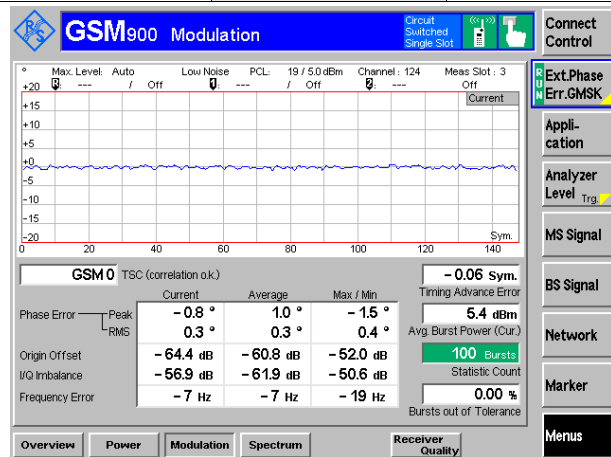 GSM900 Modulation
Circuit
Switched
Single Slot
Connect
Control
° Max. Level: Auto Low Noise PCL: 19 / 5.0 dBm Channel : 124 Meas Slot : 3
--- / Off 1: --- / Off 2: --- Off
Current
+20
+15
+10
+5
+0
-5
-10
-15
-20
Sym.
0 20 40 60 80 100 120 140
GSM 0 TSC (correlation o.k.)
Current Average Max / Min
Phase Error Peak - 0.8 ° 1.0 ° - 1.5 °
RMS 0.3 ° 0.3 ° 0.4 °
Origin Offset - 64.4 dB - 60.8 dB - 52.0 dB
I/Q Imbalance - 56.9 dB - 61.9 dB - 50.6 dB
Frequency Error - 7 Hz - 7 Hz - 19 Hz
- 0.06 Sym.
Timing Advance Error
5.4 dBm
Avg. Burst Power (Cur.)
100 Bursts
Statistic Count
0.00 %
Bursts out of Tolerance
RUN
Ext.Phase
Err.GMSK
Appli-
cation
Analyzer
Level Trg.
MS Signal
BS Signal
Network
Marker
Menus
Overview Power Modulation Spectrum Receiver
Quality